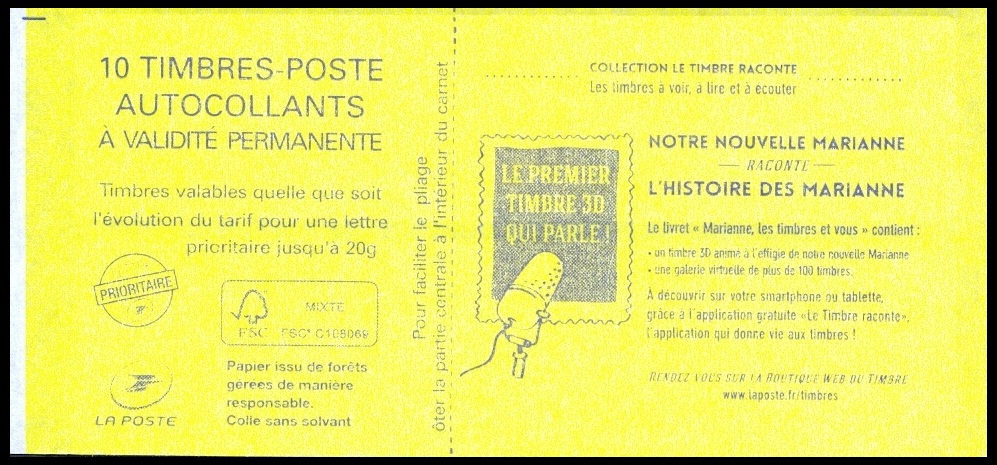 10 TIMBRES-POSTE
AUTOCOLLANTS
À VALIDITÉ PERMANENTE
Timbres valables quelle que soit
l'évolution du tarif pour une lettre
prioritaire jusqu'à 20g
PRIORITAIRE
FSC
MIXTE
FSC® C108069
LA POSTE
Papier issu de forêts
gérées de manière
responsable.
Colle sans solvant
Pour faciliter le pliage
ôter la partie centrale à l'intérieur du carnet
COLLECTION LE TIMBRE RACONTE
Les timbres à voir, à lire et à écouter
LE PREMIER
TIMBRE 3D
QUI PARLE !
NOTRE NOUVELLE MARIANNE
RACONTE
L'HISTOIRE DES MARIANNE
Le livret « Marianne, les timbres et vous » contient :
- un timbre 3D animé à l'effigie de notre nouvelle Marianne
- une galerie virtuelle de plus de 100 timbres.
À découvrir sur votre smartphone ou tablette,
grâce à l'application gratuite «Le Timbre raconte»,
l'application qui donne vie aux timbres !
RENDEZ VOUS SUR LA BOUTIQUE WEB DU TIMBRE
www.laposte.fr/timbres